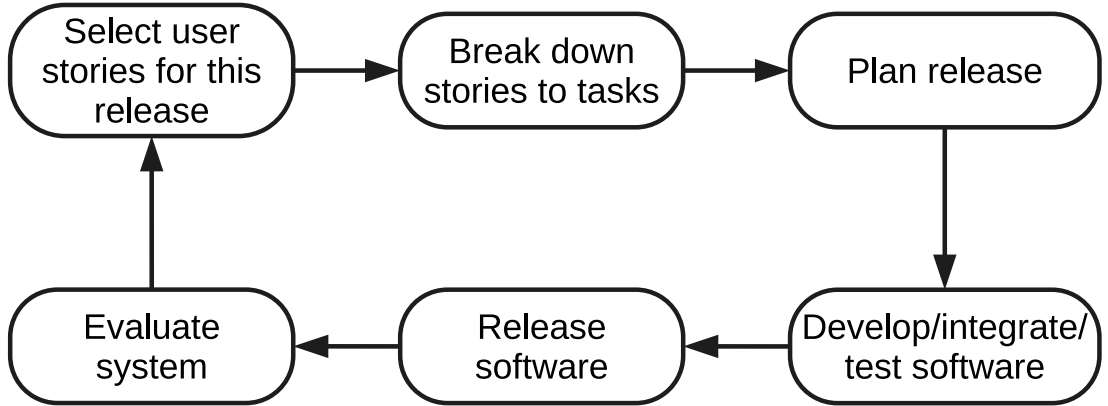 Select user
stories for this
release
Break down
stories to tasks
Plan release
Evaluate
system
Release
software
Develop/integrate/
test software